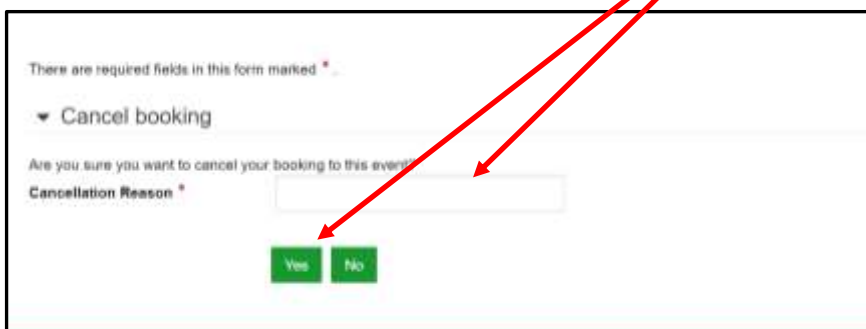 There are required fields in this form marked * .
Cancel booking
Are you sure you want to cancel your booking to this event?
Cancellation Reason *
Yes No